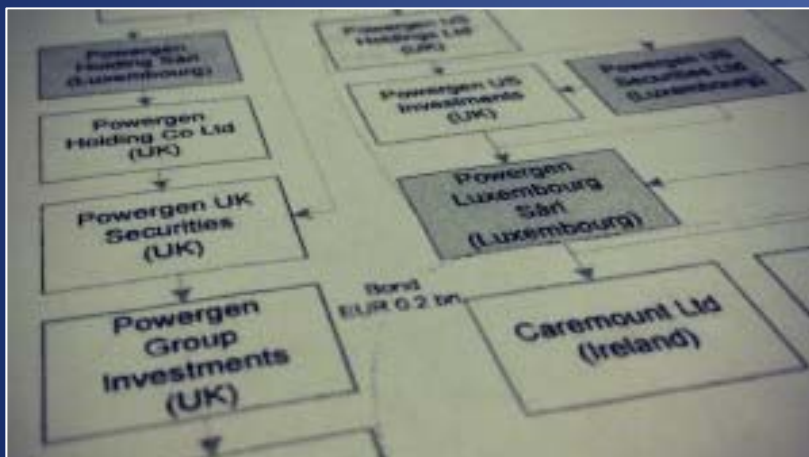 Powergen
Holding Sàrl
(Luxembourg)
Powergen
Holding Co Ltd
(UK)
Powergen UK
Securities
(UK)
Powergen
Group
Investments
(UK)
Powergen US
Holdings Ltd
(UK)
Powergen US
Investments
(UK)
Powergen US
Securities Ltd
(Luxembourg)
Powergen
Luxembourg
Sàrl
(Luxembourg)
Bond
EUR 0.2 bn
Caremount Ltd
(Ireland)